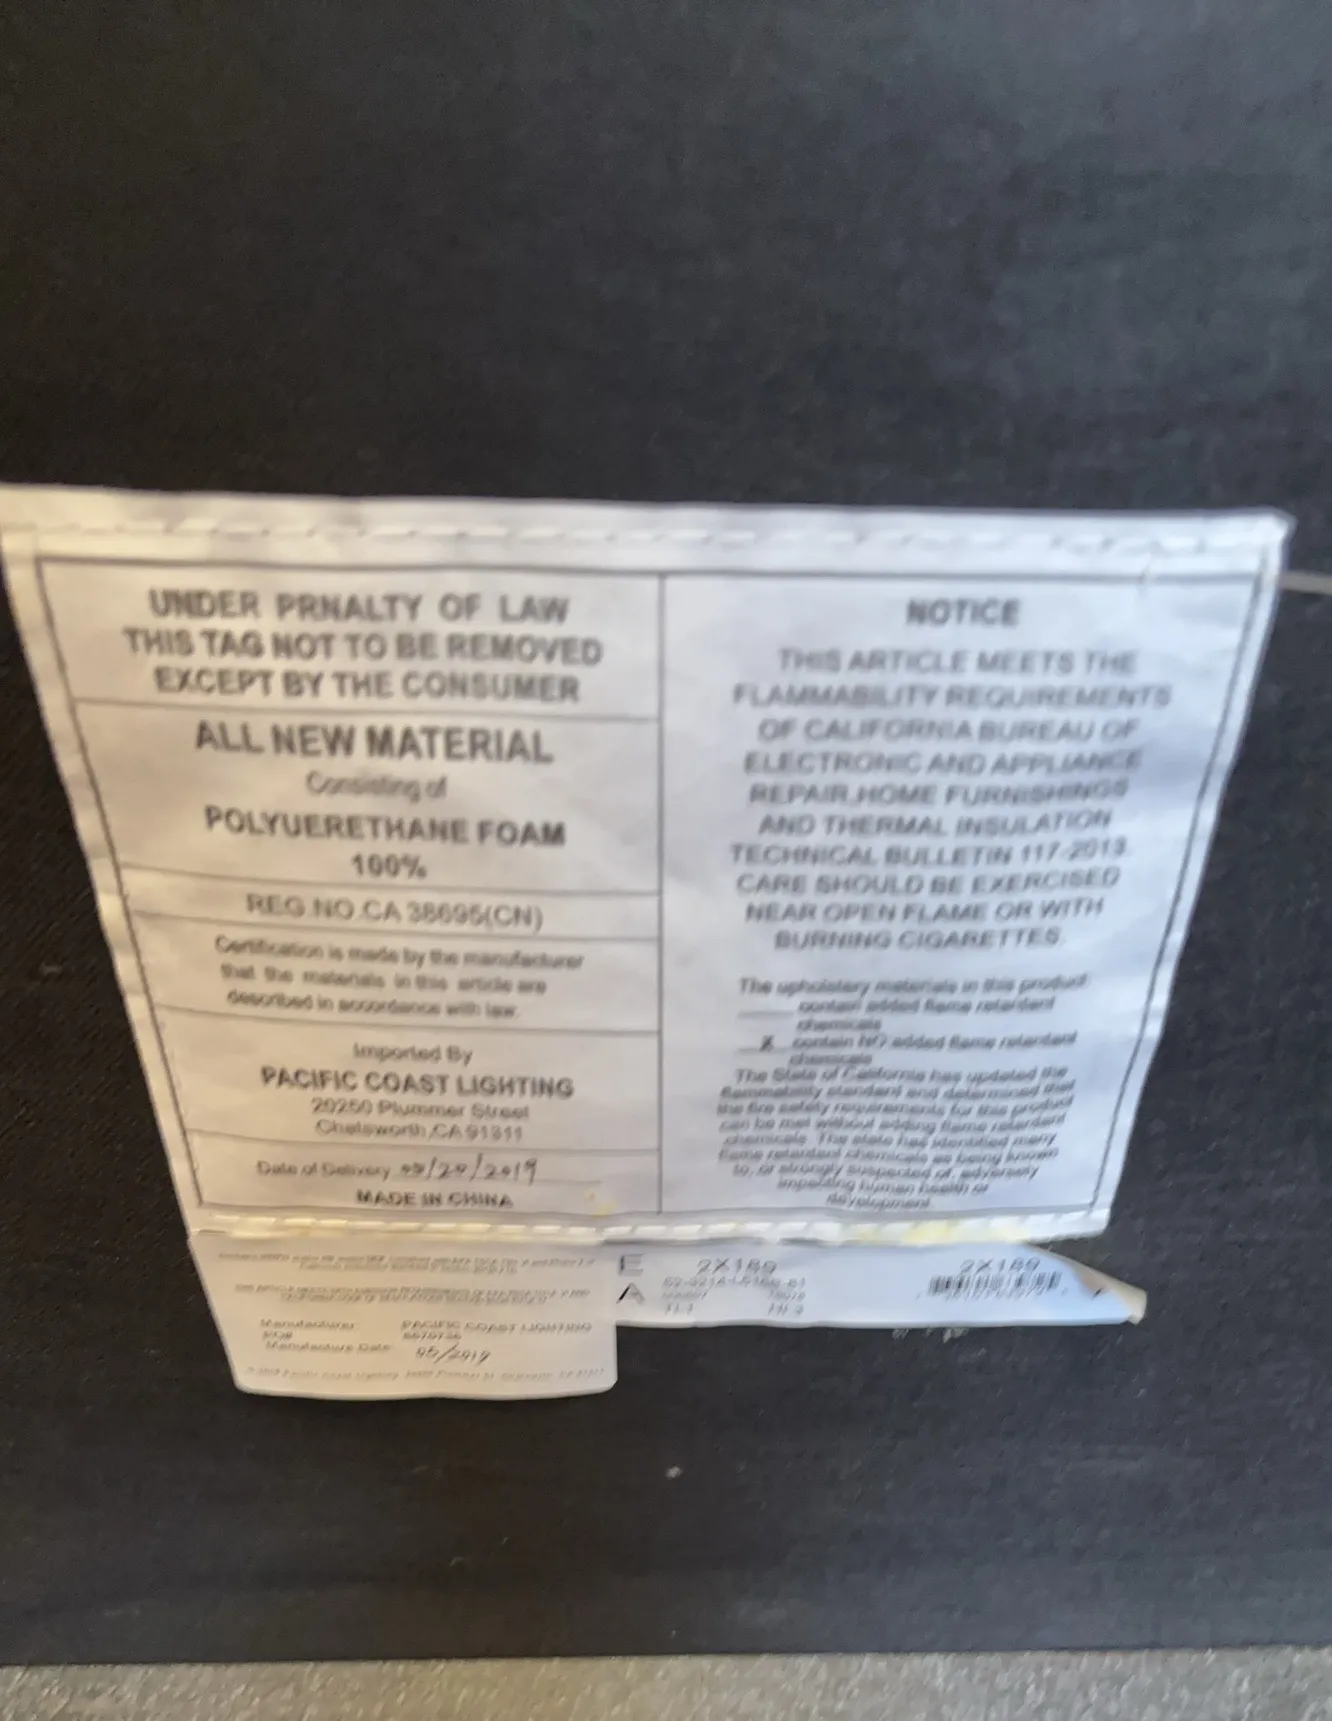 UNDER PRNALTY OF LAW
THIS TAG NOT TO BE REMOVED
EXCEPT BY THE CONSUMER
ALL NEW MATERIAL
Consisting of
POLYUERETHANE FOAM
100%
REG.NO.CA 38695(CN)
Certification is made by the manufacturer
that the materials in this article are
described in accordance with law.
Imported By
PACIFIC COAST LIGHTING
20250 Plummer Street
Chatsworth ,CA 91311
Date of Delivery /20/2019
MADE IN CHINA
NOTICE
THIS ARTICLE MEETS THE
FLAMMABILITY REQUIREMENTS
OF CALIFORNIA BUREAU OF
ELECTRONIC AND APPLIANCE
REPAIR,HOME FURNISHINGS
AND THERMAL INSULATION
TECHNICAL BULLETIN 117-2013.
CARE SHOULD BE EXERCISED
NEAR OPEN FLAME OR WITH
BURNING CIGARETTES.
The upholstery materials in this product:
contain added flame retardant
chemicals
X contain NO added flame retardant
chemicals
The State of California has updated the
flammability standard and determined that
the fire safety requirements for this product
can be met without adding flame retardant
chemicals. The state has identified many
flame retardant chemicals as being known
to, or strongly suspected of, adversely
impacting human health or
development.
Manufacturer PACIFIC COAST LIGHTING
PO#
Manufacture Date: 05/2019
E 2X189
A
2X189